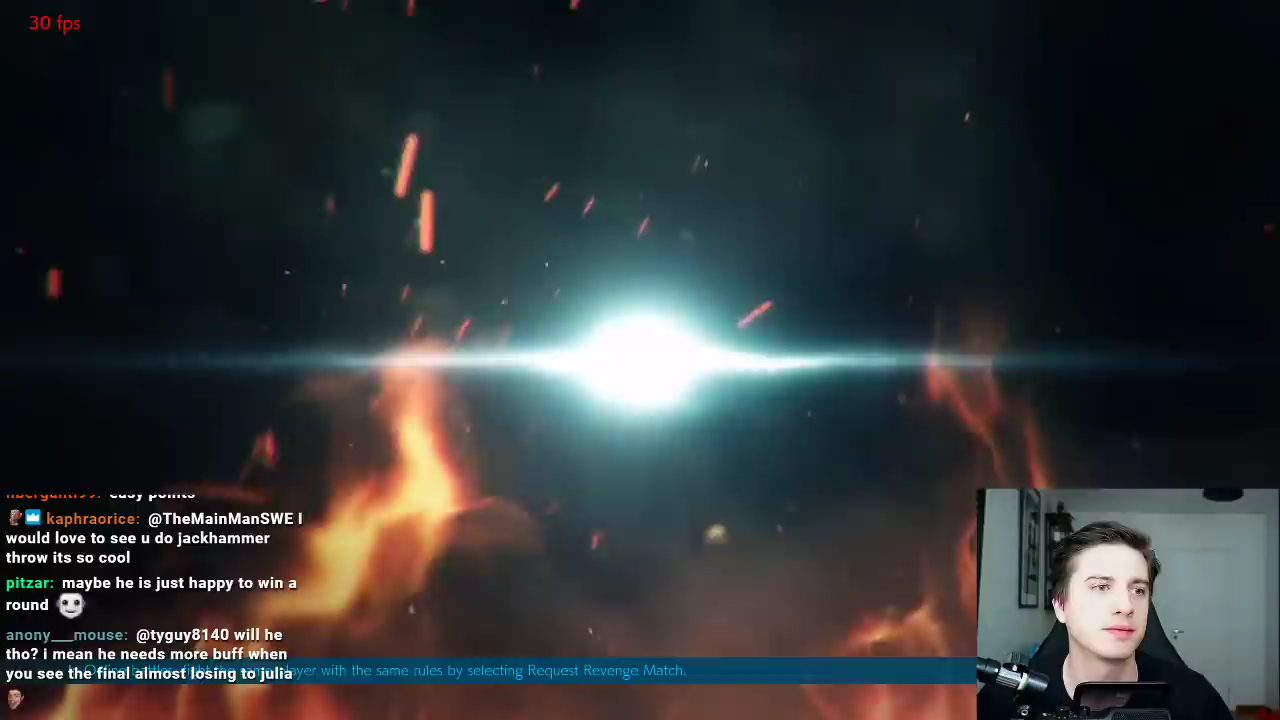 30 fps
easy points
kaphraorice: @TheMainManSWE I
would love to see u do jackhammer
throw its so cool
pitzar: maybe he is just happy to win a
round
anony___mouse: @tyguy8140 will he
tho? i mean he needs more buff when
you see the final almost losing to julia
player with the same rules by selecting Request Revenge Match.